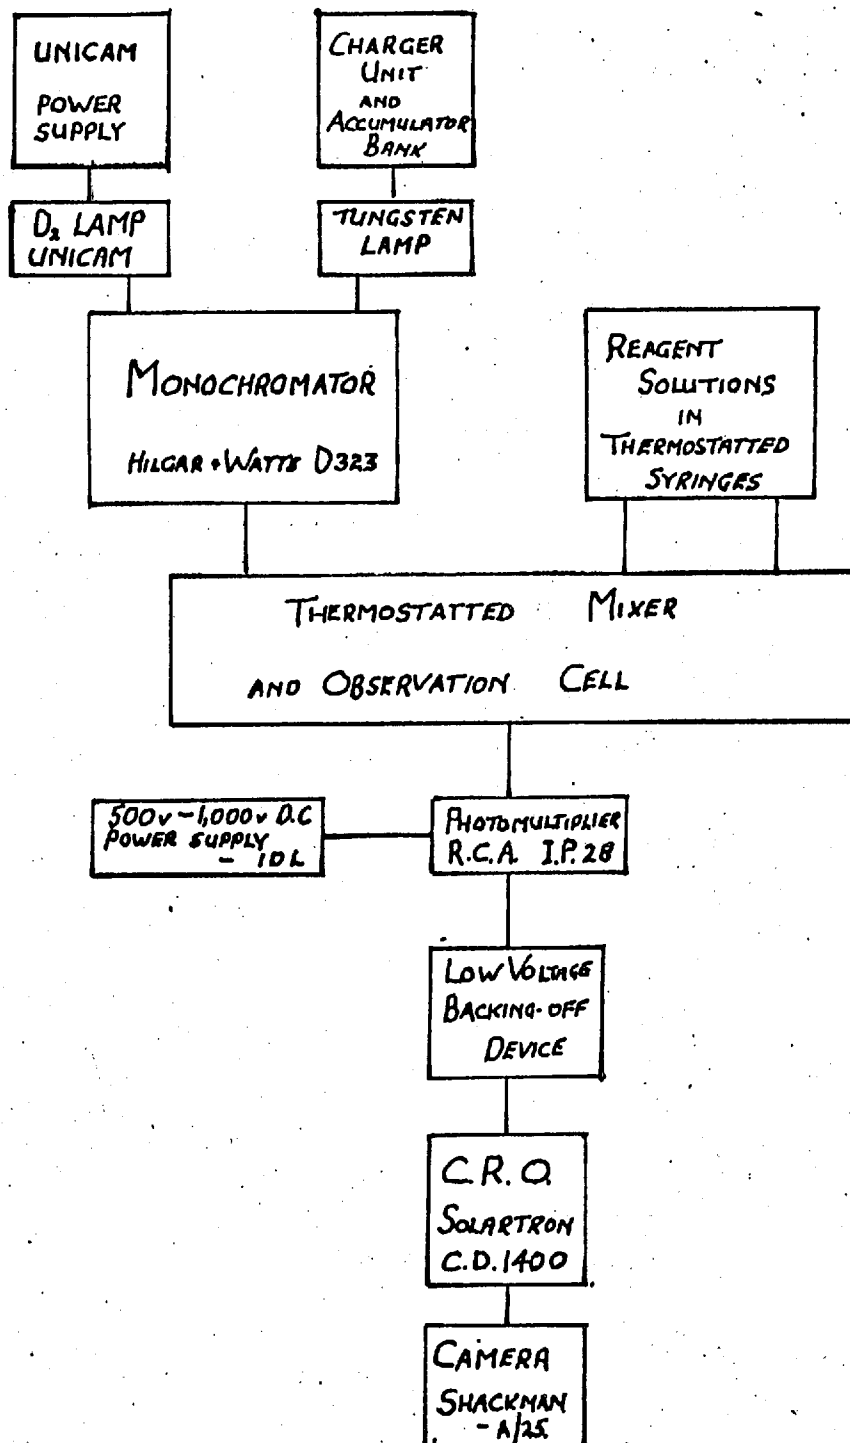 UNICAM
POWER
SUPPLY
CHARGER
UNIT
AND
ACCUMULATOR
BANK
D₂ LAMP
UNICAM
TUNGSTEN
LAMP
MONOCHROMATOR
HILGAR + WATTS D323
REAGENT
SOLUTIONS
IN
THERMOSTATTED
SYRINGES
THERMOSTATTED MIXER
AND OBSERVATION CELL
500V - 1,000V D.C
POWER SUPPLY
- IDL
PHOTOMULTIPLIER
R.C.A. I.P. 28
LOW VOLTAGE
BACKING-OFF
DEVICE
C.R.O.
SOLARTRON
C.D. 1400
CAMERA
SHACKMAN
- A/25